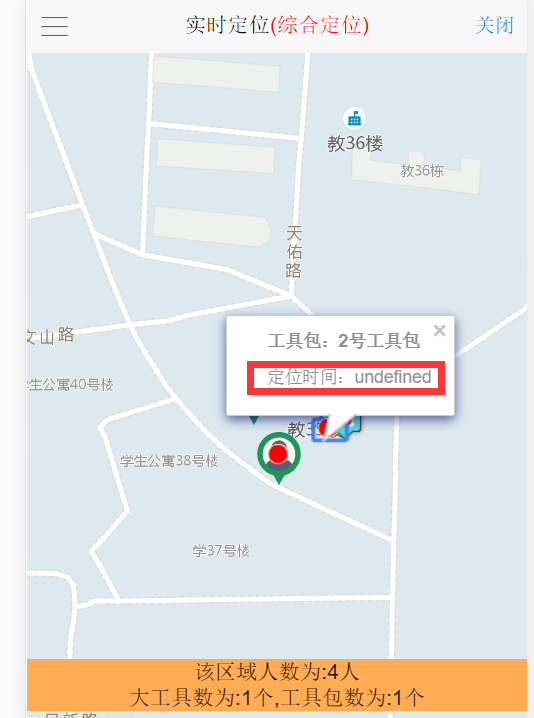 实时定位(综合定位)
关闭
教36楼
教36栋
天佑路
文山路
工具包：2号工具包
×
定位时间：undefined
学生公寓40号楼
学生公寓38号楼
学37号楼
该区域人数为:4人
大工具数为:1个,工具包数为:1个